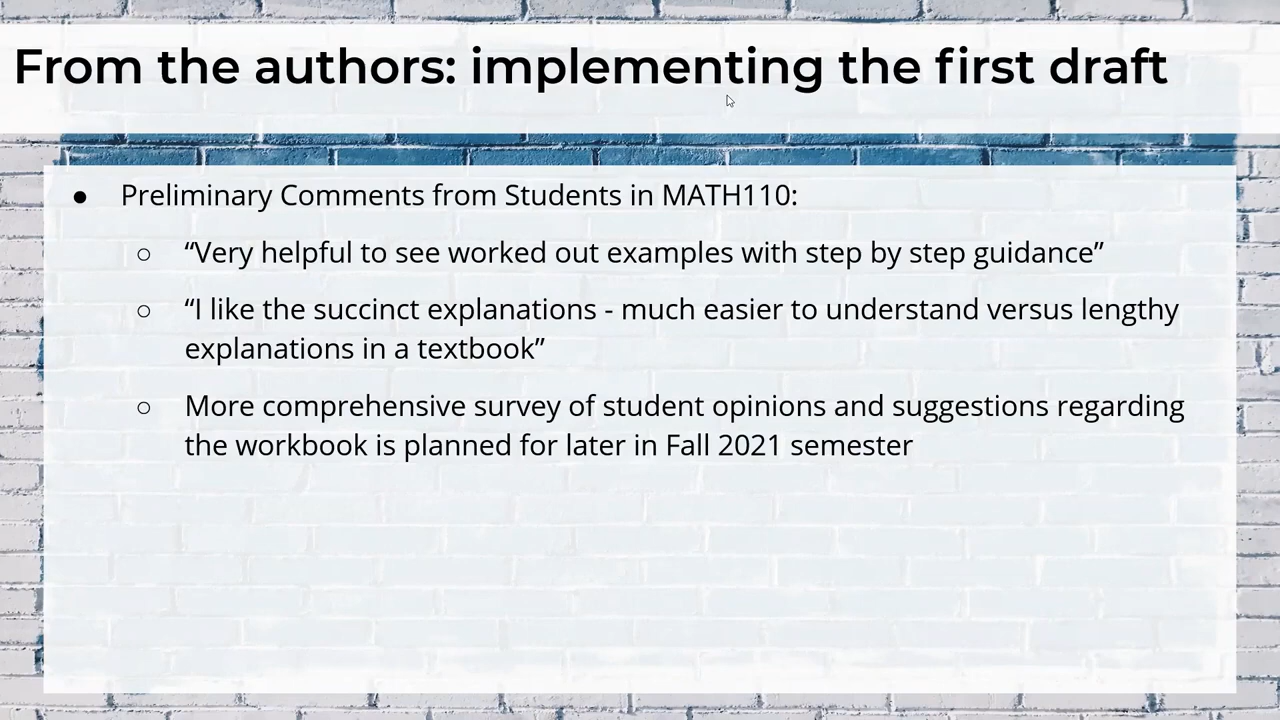 From the authors: implementing the first draft
● Preliminary Comments from Students in MATH110:
○ “Very helpful to see worked out examples with step by step guidance”
○ “I like the succinct explanations - much easier to understand versus lengthy
explanations in a textbook”
○ More comprehensive survey of student opinions and suggestions regarding
the workbook is planned for later in Fall 2021 semester